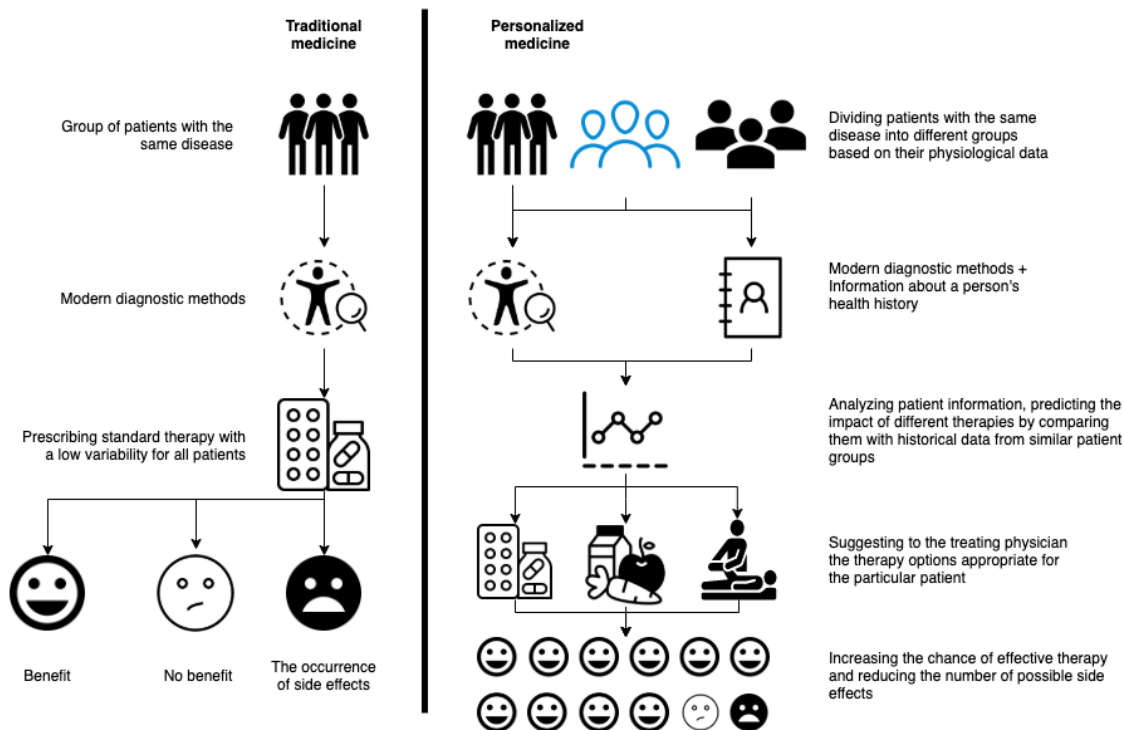 Traditional
medicine
Group of patients with the
same disease
Modern diagnostic methods
Prescribing standard therapy with
a low variability for all patients
Benefit
No benefit
The occurrence
of side effects
Personalized
medicine
Dividing patients with the same
disease into different groups
based on their physiological data
Modern diagnostic methods +
Information about a person's
health history
Analyzing patient information, predicting the
impact of different therapies by comparing
them with historical data from similar patient
groups
Suggesting to the treating physician
the therapy options appropriate for
the particular patient
Increasing the chance of effective therapy
and reducing the number of possible side
effects